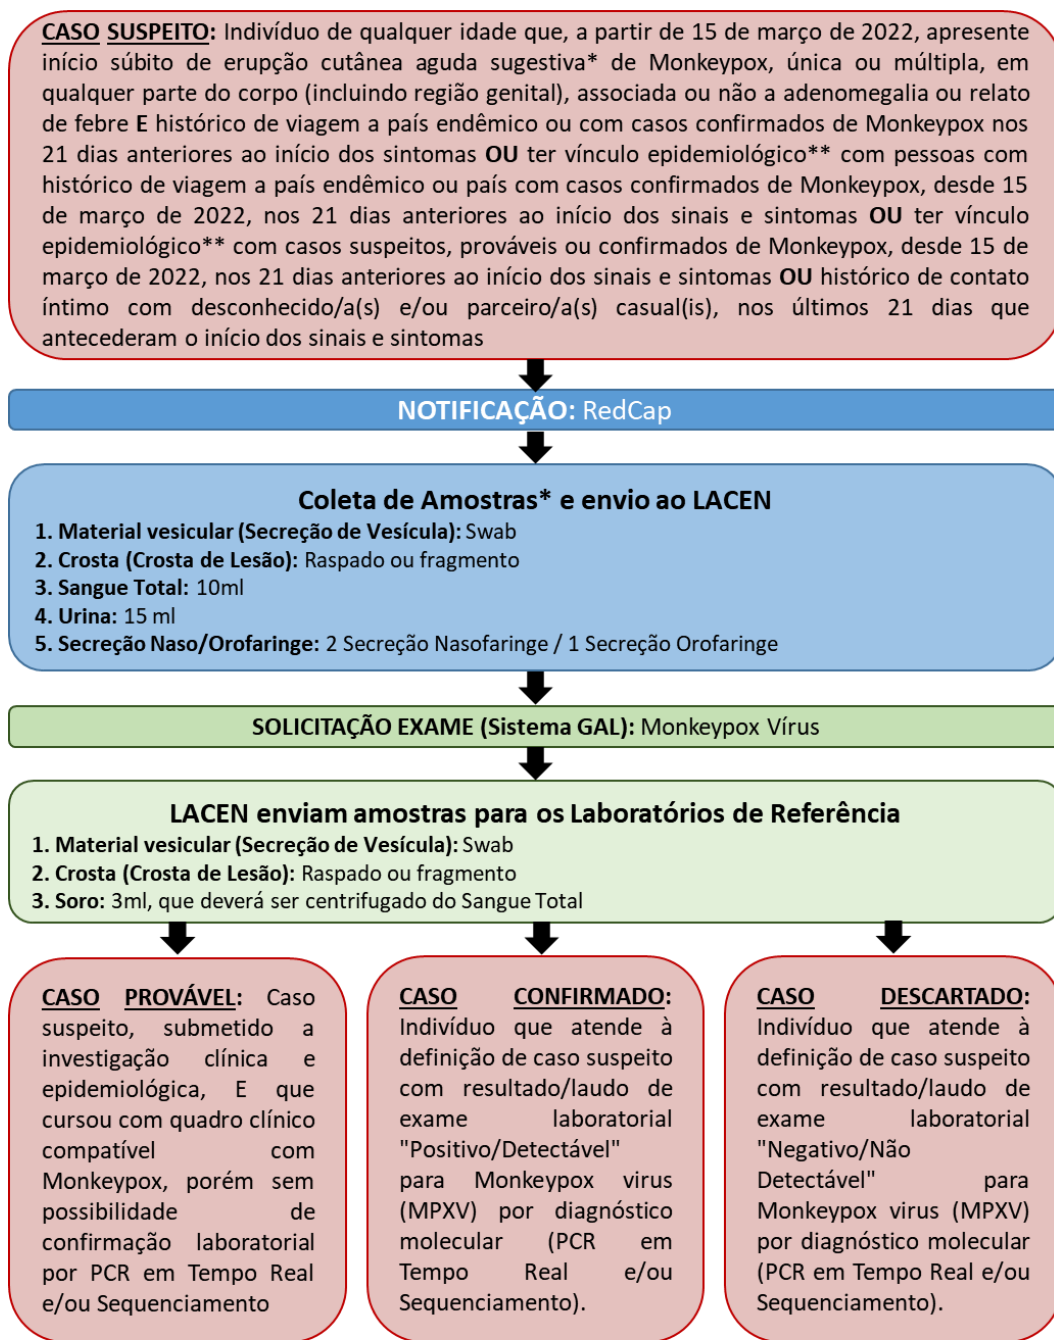 CASO SUSPEITO: Indivíduo de qualquer idade que, a partir de 15 de março de 2022, apresente
início súbito de erupção cutânea aguda sugestiva* de Monkeypox, única ou múltipla, em
qualquer parte do corpo (incluindo região genital), associada ou não a adenomegalia ou relato
de febre E histórico de viagem a país endêmico ou com casos confirmados de Monkeypox nos
21 dias anteriores ao início dos sintomas OU ter vínculo epidemiológico** com pessoas com
histórico de viagem a país endêmico ou país com casos confirmados de Monkeypox, desde 15
de março de 2022, nos 21 dias anteriores ao início dos sinais e sintomas OU ter vínculo
epidemiológico** com casos suspeitos, prováveis ou confirmados de Monkeypox, desde 15 de
março de 2022, nos 21 dias anteriores ao início dos sinais e sintomas OU histórico de contato
íntimo com desconhecido/a(s) e/ou parceiro/a(s) casual(is), nos últimos 21 dias que
antecederam o início dos sinais e sintomas
NOTIFICAÇÃO: RedCap
Coleta de Amostras* e envio ao LACEN
1. Material vesicular (Secreção de Vesícula): Swab
2. Crosta (Crosta de Lesão): Raspado ou fragmento
3. Sangue Total: 10ml
4. Urina: 15 ml
5. Secreção Naso/Orofaringe: 2 Secreção Nasofaringe / 1 Secreção Orofaringe
SOLICITAÇÃO EXAME (Sistema GAL): Monkeypox Vírus
LACEN enviam amostras para os Laboratórios de Referência
1. Material vesicular (Secreção de Vesícula): Swab
2. Crosta (Crosta de Lesão): Raspado ou fragmento
3. Soro: 3ml, que deverá ser centrifugado do Sangue Total
CASO PROVÁVEL: Caso
suspeito, submetido a
investigação clínica e
epidemiológica, E que
cursou com quadro clínico
compatível com
Monkeypox, porém sem
possibilidade de
confirmação laboratorial
por PCR em Tempo Real
e/ou Sequenciamento
CASO CONFIRMADO:
Indivíduo que atende à
definição de caso suspeito
com resultado/laudo de
exame laboratorial
"Positivo/Detectável"
para Monkeypox virus
(MPXV) por diagnóstico
molecular (PCR em
Tempo Real e/ou
Sequenciamento).
CASO DESCARTADO:
Indivíduo que atende à
definição de caso suspeito
com resultado/laudo de
exame laboratorial
"Negativo/Não
Detectável" para
Monkeypox virus (MPXV)
por diagnóstico molecular
(PCR em Tempo Real e/ou
Sequenciamento).